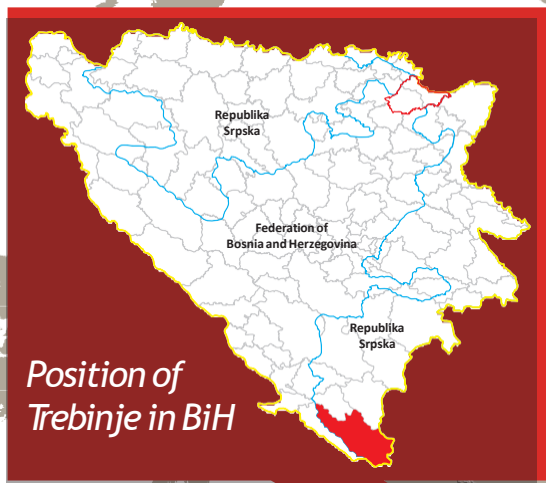 Republika
Srpska
Federation of
Bosnia and Herzegovina
Republika
Srpska
Position of
Trebinje in BiH